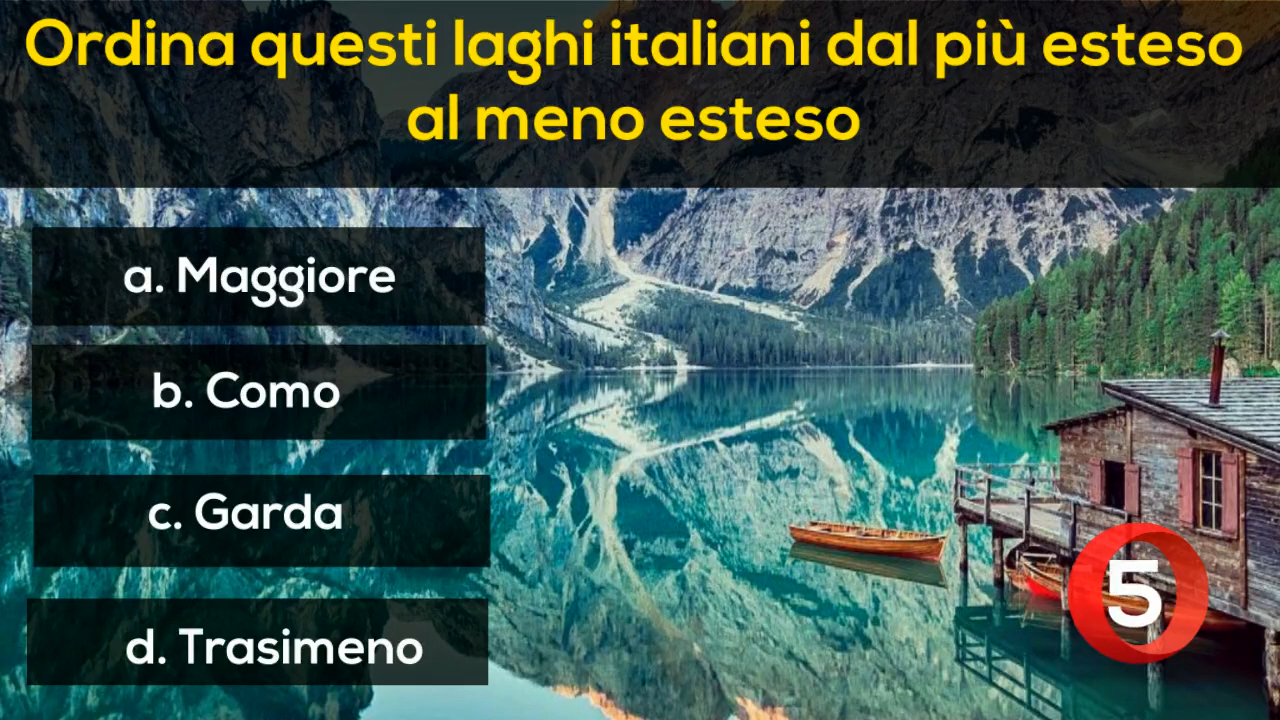 Ordina questi laghi italiani dal più esteso
al meno esteso
a. Maggiore
b. Como
c. Garda
d. Trasimeno
5